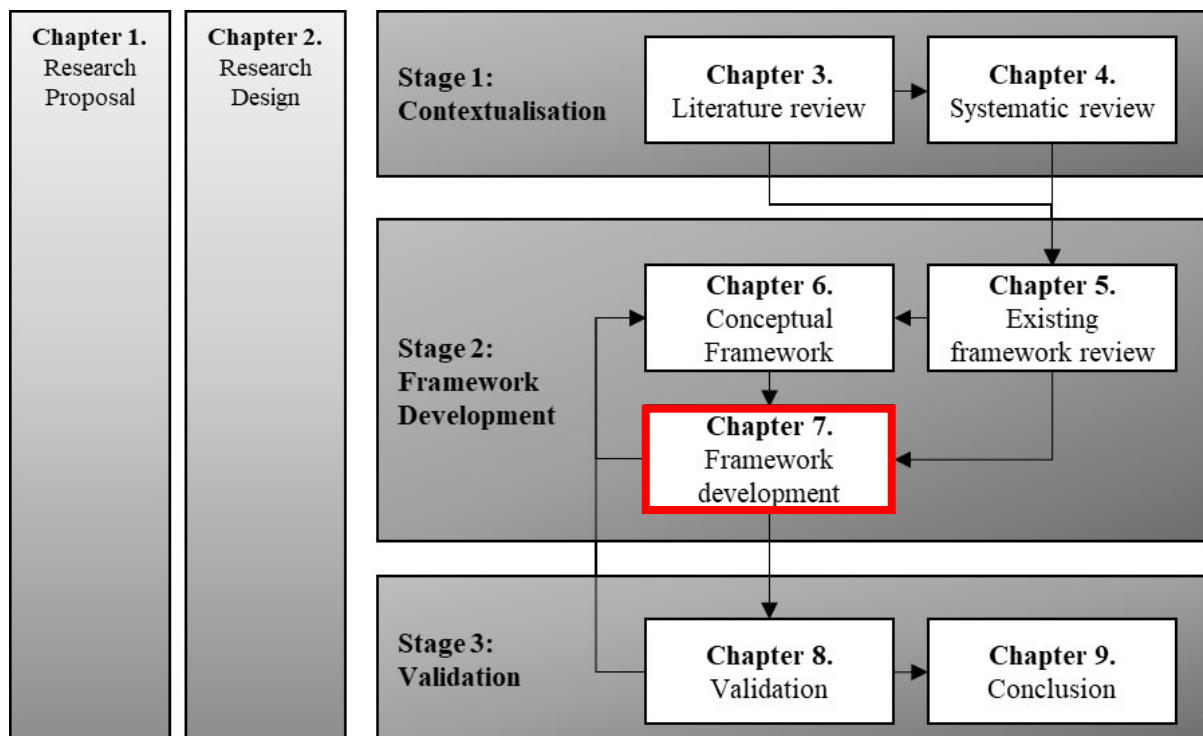 Chapter 1.
Research
Proposal
Chapter 2.
Research
Design
Stage 1:
Contextualisation
Chapter 3.
Literature review
Chapter 4.
Systematic review
Stage 2:
Framework
Development
Chapter 6.
Conceptual
Framework
Chapter 5.
Existing
framework review
Chapter 7.
Framework
development
Stage 3:
Validation
Chapter 8.
Validation
Chapter 9.
Conclusion